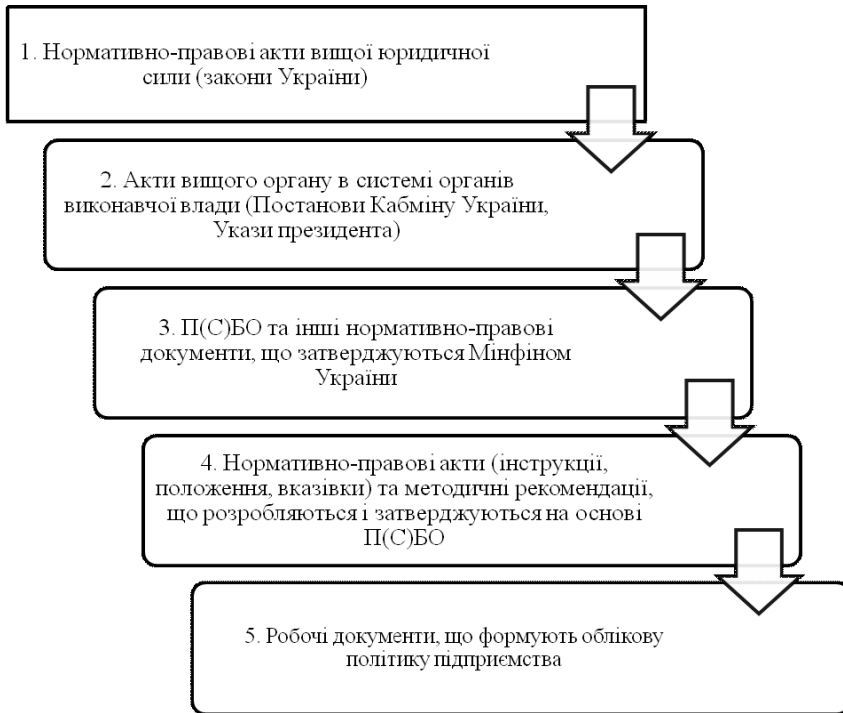 1. Нормативно-правові акти вищої юридичної
сили (закони України)
2. Акти вищого органу в системі органів
виконавчої влади (Постанови Кабміну України,
Укази президента)
3. П(С)БО та інші нормативно-правові
документи, що затверджуються Мінфіном
України
4. Нормативно-правові акти (інструкції,
положення, вказівки) та методичні рекомендації,
що розробляються і затверджуються на основі
П(С)БО
5. Робочі документи, що формують облікову
політику підприємства